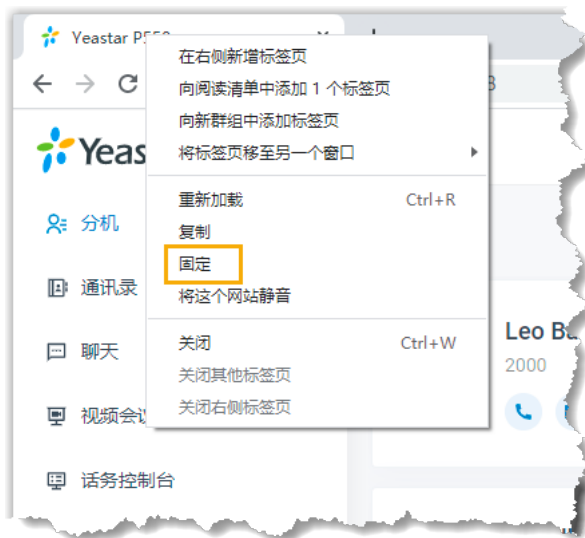 Yeastar
在右侧新增标签页
向阅读清单中添加 1 个标签页
向新群组中添加标签页
将标签页移至另一个窗口
重新加载 Ctrl+R
复制
固定
将这个网站静音
关闭 Ctrl+W
关闭其他标签页
关闭右侧标签页
分机
通讯录
聊天
视频会议
话务控制台
Leo
2000